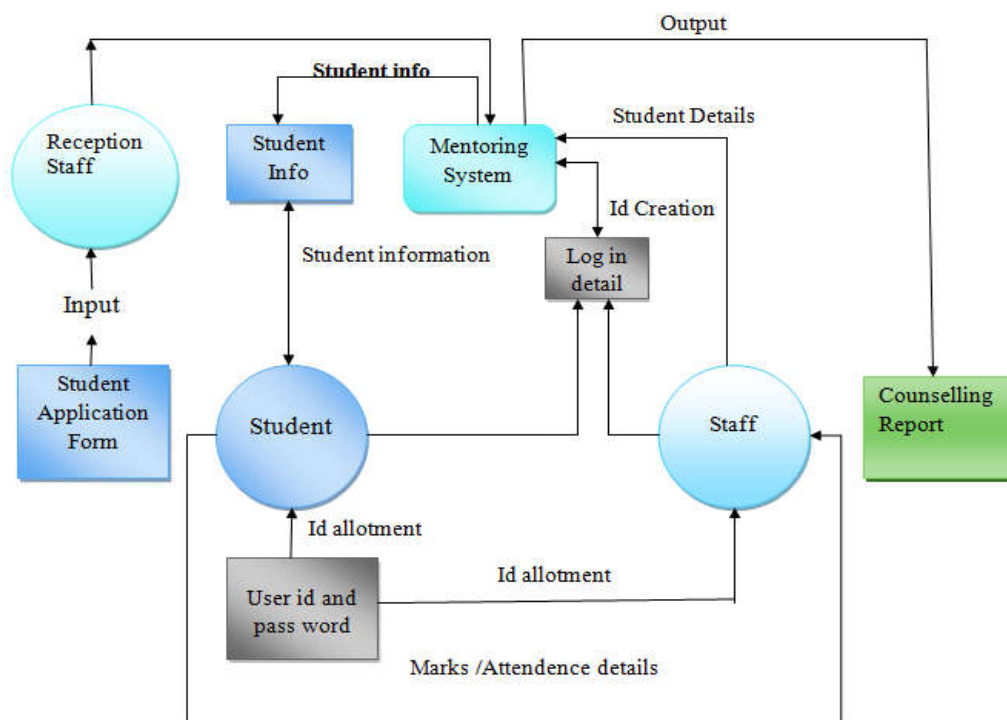 Output
Student info
Student Details
Reception
Staff
Student
Info
Mentoring
System
Id Creation
Student information
Log in
detail
Input
Student
Application
Form
Student
Staff
Counselling
Report
Id allotment
Id allotment
User id and
pass word
Marks /Attendence details